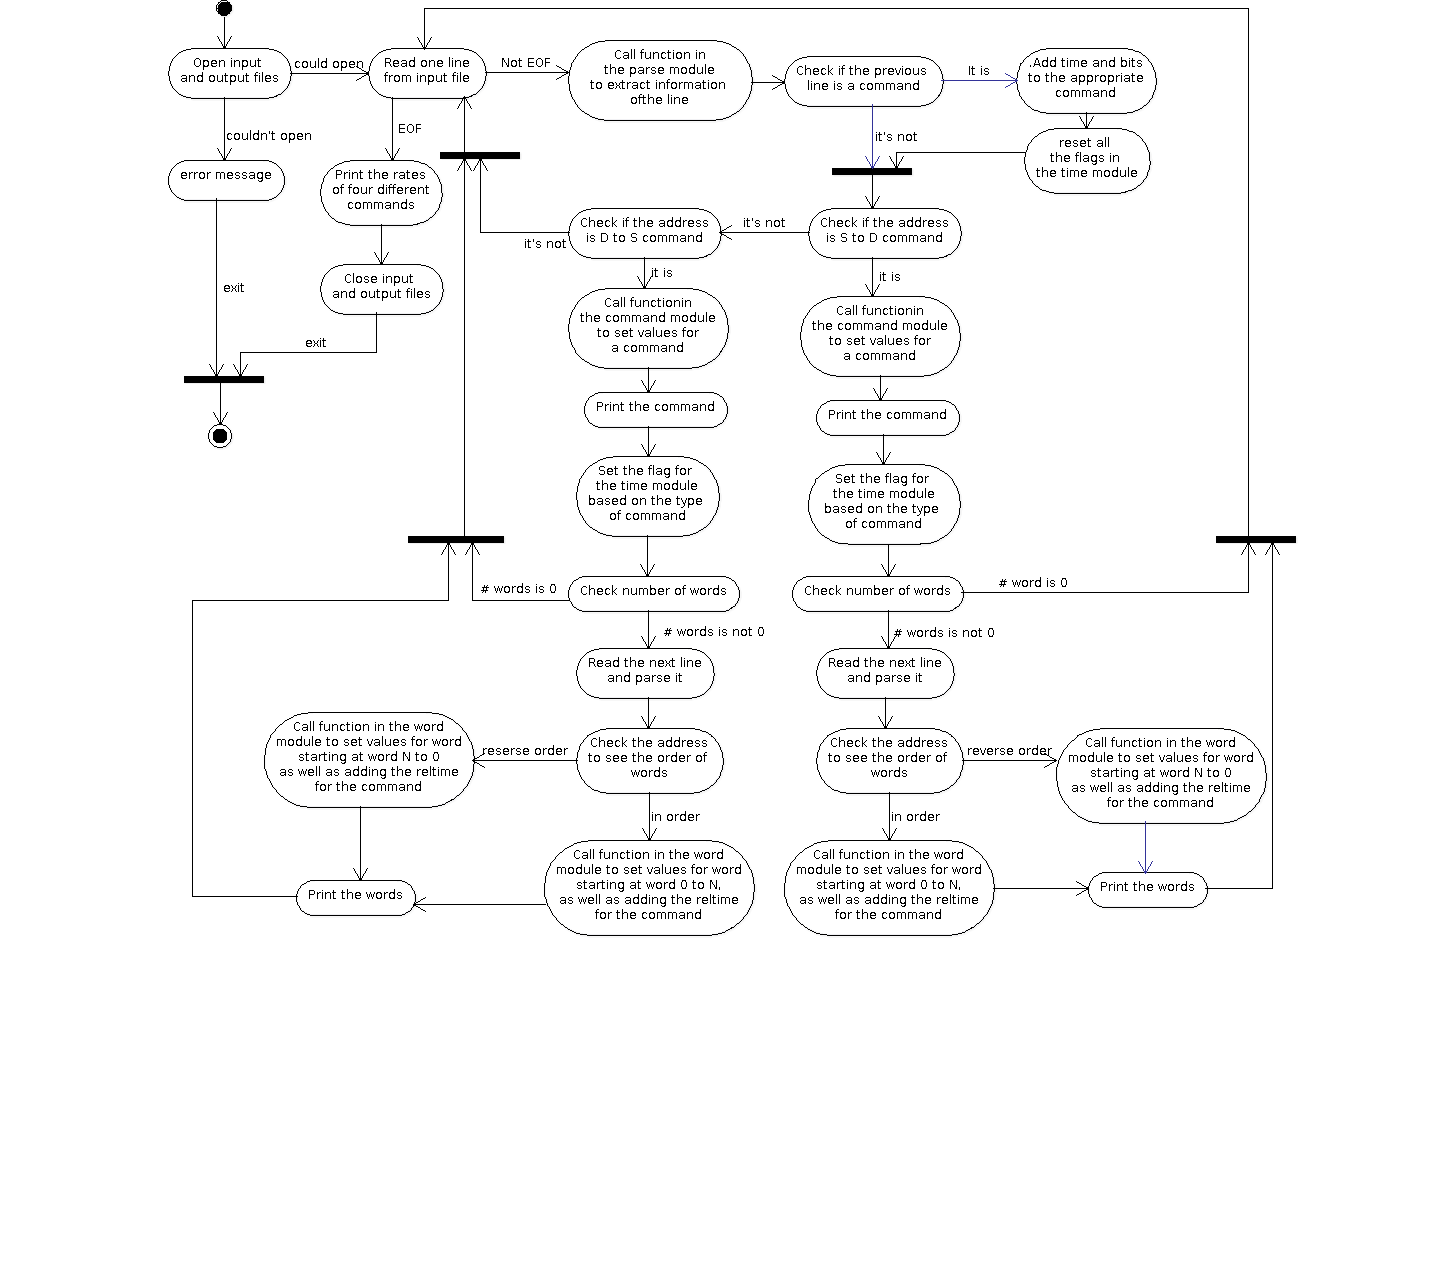 Open input
and output files
could open
Read one line
from input file
Not EOF
Call function in
the parse module
to extract information
ofthe line
Check if the previous
line is a command
It is
.Add time and bits
to the appropriate
command
couldn't open
EOF
it's not
reset all
the flags in
the time module
error message
Print the rates
of four different
commands
it's not
Check if the address
is D to S command
it's not
Check if the address
is S to D command
exit
Close input
and output files
exit
it is
it is
Call functionin
the command module
to set values for
a command
Call functionin
the command module
to set values for
a command
Print the command
Print the command
Set the flag for
the time module
based on the type
of command
Set the flag for
the time module
based on the type
of command
# words is 0
Check number of words
Check number of words
# word is 0
# words is not 0
# words is not 0
Read the next line
and parse it
Read the next line
and parse it
Call function in the word
module to set values for word
starting at word N to 0
as well as adding the reltime
for the command
reserse order
Check the address
to see the order of
words
Check the address
to see the order of
words
reverse order
Call function in the word
module to set values for word
starting at word N to 0
as well as adding the reltime
for the command
in order
in order
Print the words
Call function in the word
module to set values for word
starting at word 0 to N,
as well as adding the reltime
for the command
Call function in the word
module to set values for word
starting at word 0 to N,
as well as adding the reltime
for the command
Print the words